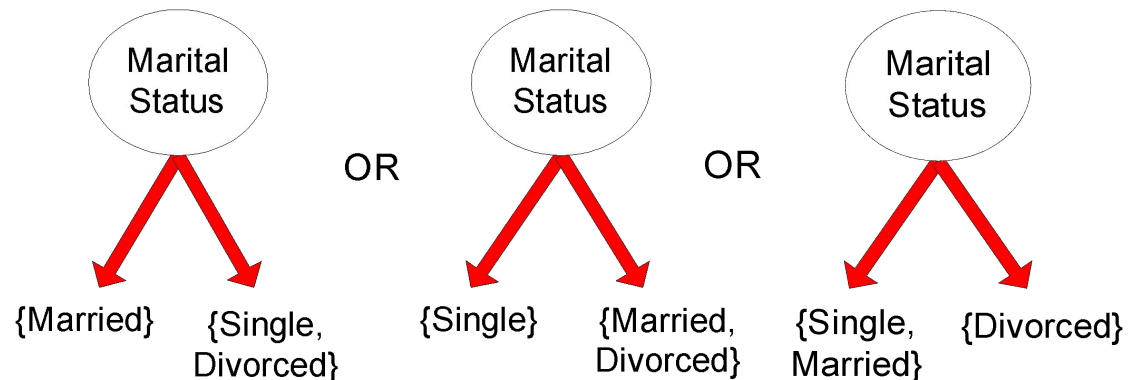 Marital
Status
OR
Marital
Status
OR
Marital
Status
{Married}
{Single,
Divorced}
{Single}
{Married,
Divorced}
{Single,
Married}
{Divorced}